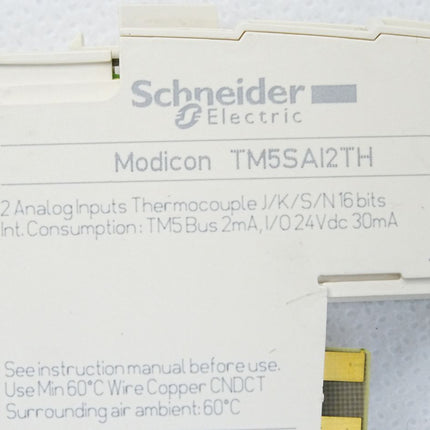 Schneider
Electric
Modicon TM5SAI2TH
2 Analog Inputs Thermocouple J/K/S/N 16 bits
Int. Consumption: TM5 Bus 2mA, I/O 24Vdc 30mA
See instruction manual before use.
Use Min 60°C Wire Copper CNDCT
Surrounding air ambient: 60°C